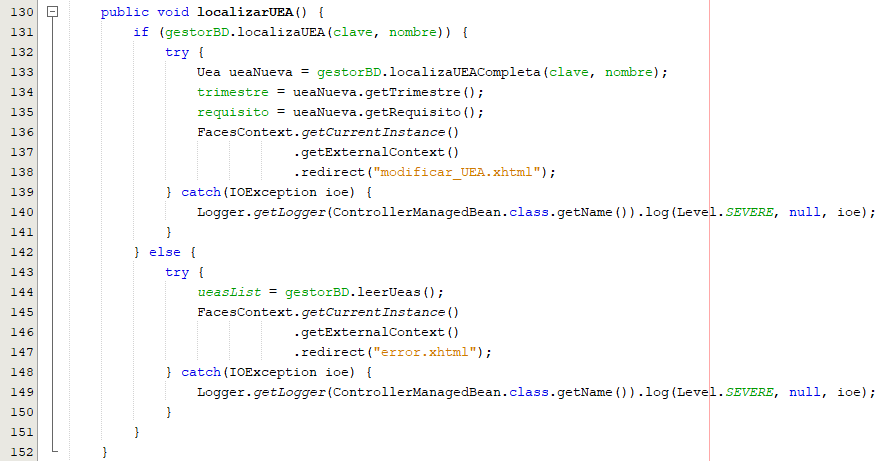 130 public void localizarUEA() {
131 if (gestorBD.localizaUEA(clave, nombre)) {
132 try {
133 Uea ueaNueva = gestorBD.localizaUEACompleta(clave, nombre);
134 trimestre = ueaNueva.getTrimestre();
135 requisito = ueaNueva.getRequisito();
136 FacesContext.getCurrentInstance()
137 .getExternalContext()
138 .redirect("modificar_UEA.xhtml");
139 } catch(IOException ioe) {
140 Logger.getLogger(ControllerManagedBean.class.getName()).log(Level.SEVERE, null, ioe);
141 }
142 } else {
143 try {
144 ueasList = gestorBD.leerUeas();
145 FacesContext.getCurrentInstance()
146 .getExternalContext()
147 .redirect("error.xhtml");
148 } catch(IOException ioe) {
149 Logger.getLogger(ControllerManagedBean.class.getName()).log(Level.SEVERE, null, ioe);
150 }
151 }
152 }